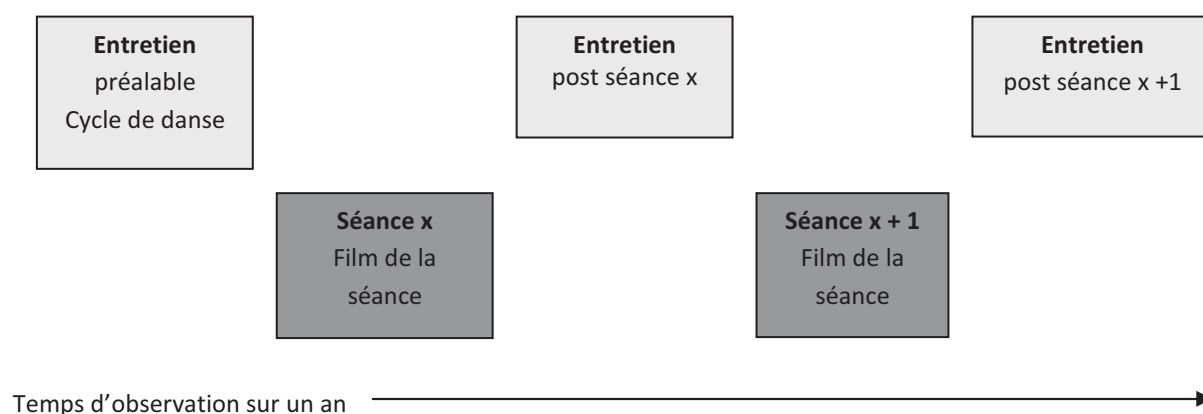 Entretien
préalable
Cycle de danse
Entretien
post séance x
Entretien
post séance x +1
Séance x
Film de la
séance
Séance x + 1
Film de la
séance
Temps d’observation sur un an